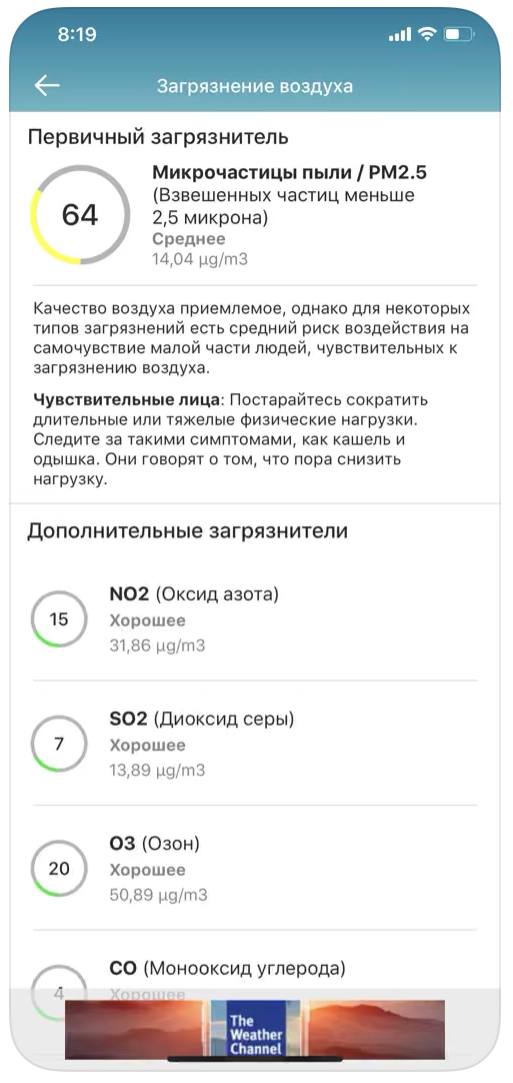 8:19
Загрязнение воздуха
Первичный загрязнитель
64
Микрочастицы пыли / PM2.5
(Взвешенных частиц меньше
2,5 микрона)
Среднее
14,04 µg/m3
Качество воздуха приемлемое, однако для некоторых
типов загрязнений есть средний риск воздействия на
самочувствие малой части людей, чувствительных к
загрязнению воздуха.
Чувствительные лица: Постарайтесь сократить
длительные или тяжелые физические нагрузки.
Следите за такими симптомами, как кашель и
одышка. Они говорят о том, что пора снизить
нагрузку.
Дополнительные загрязнители
15
NO2 (Оксид азота)
Хорошее
31,86 µg/m3
7
SO2 (Диоксид серы)
Хорошее
13,89 µg/m3
20
O3 (Озон)
Хорошее
50,89 µg/m3
4
CO (Монооксид углерода)
Хорошее
The
Weather
Channel